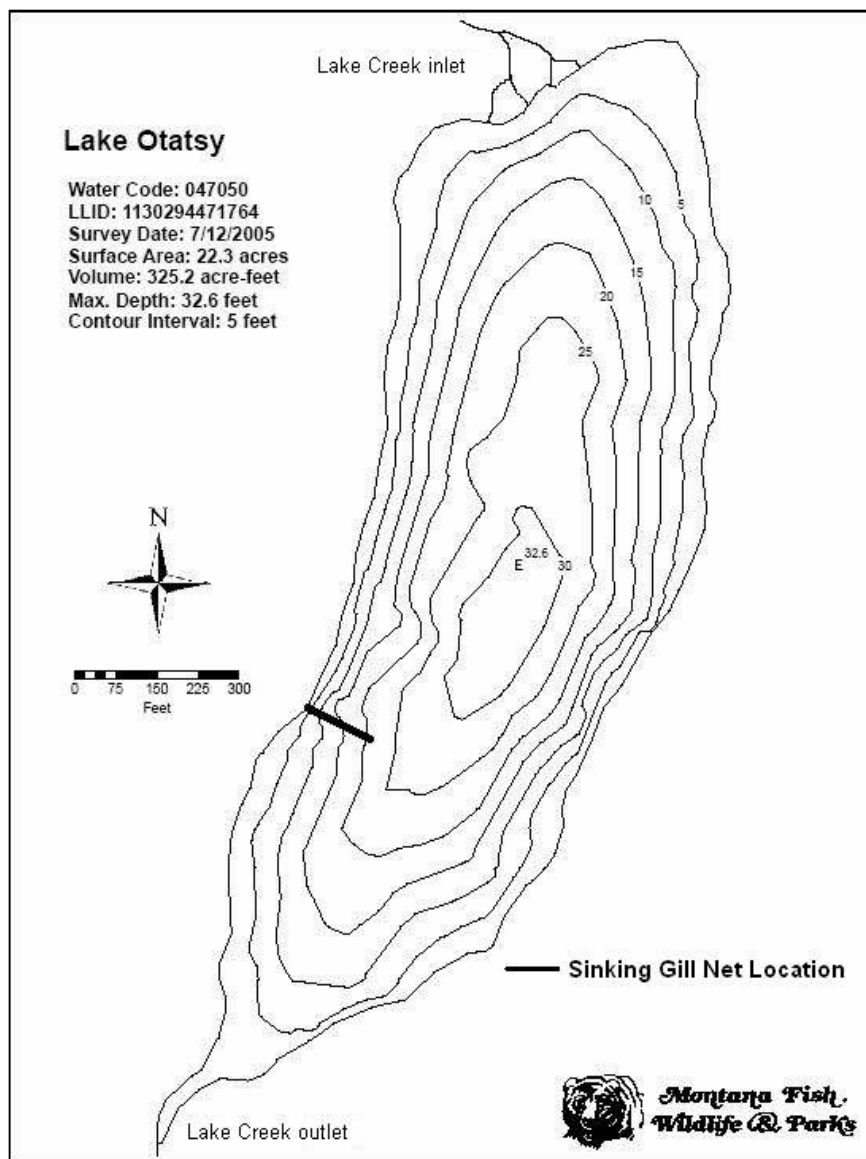 Lake Creek inlet
Lake Otatsy
Water Code: 047050
LLID: 1130294471764
Survey Date: 7/12/2005
Surface Area: 22.3 acres
Volume: 325.2 acre-feet
Max. Depth: 32.6 feet
Contour Interval: 5 feet
10
5
15
20
25
N
32.6
E
30
0 75 150 225 300
Feet
Sinking Gill Net Location
Lake Creek outlet
Montana Fish,
Wildlife & Parks